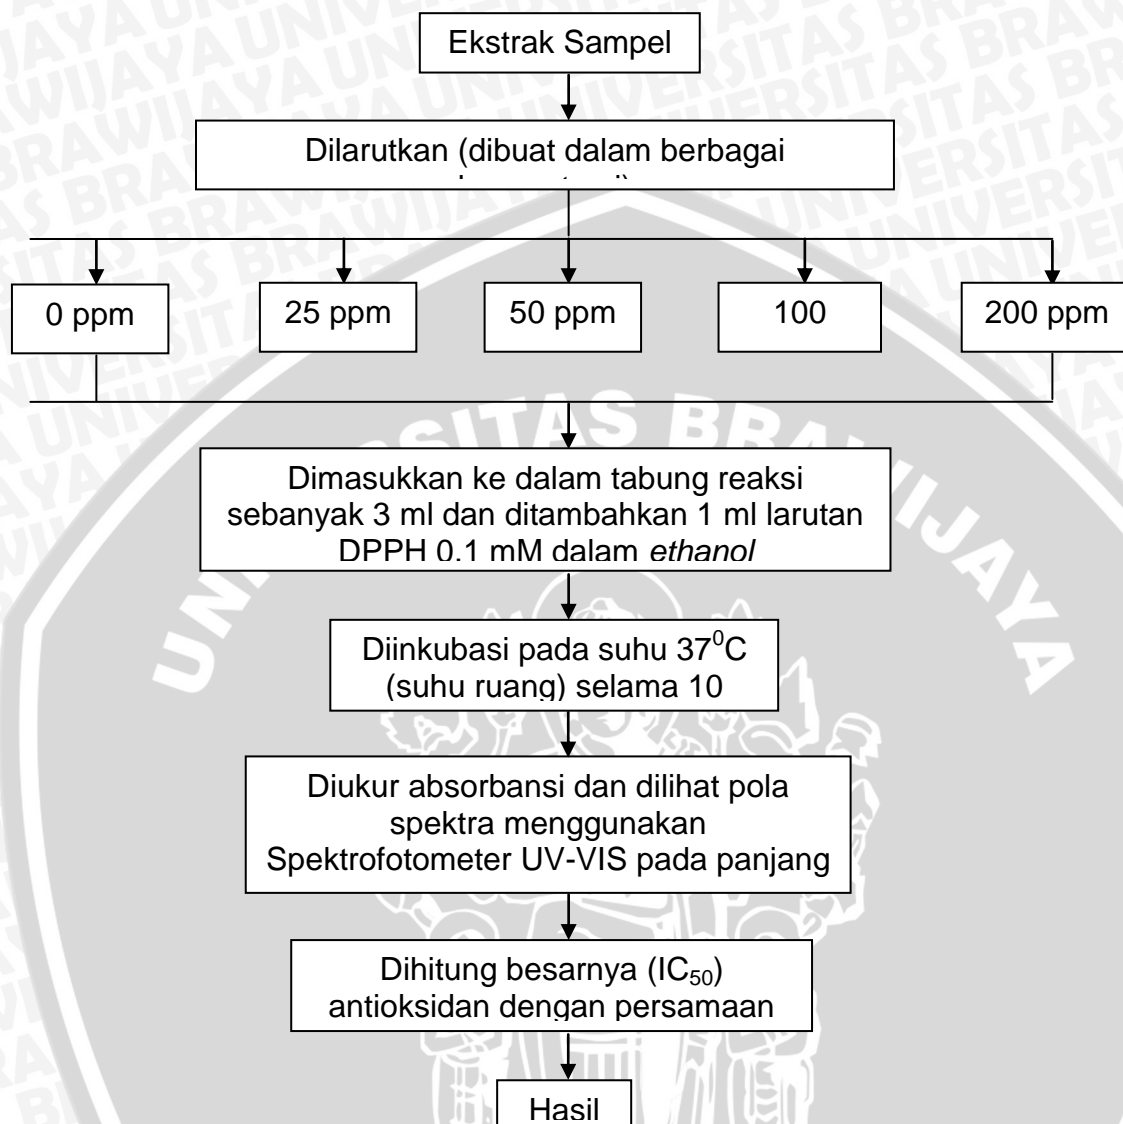 Ekstrak Sampel
Dilarutkan (dibuat dalam berbagai
0 ppm
25 ppm
50 ppm
100
200 ppm
Dimasukkan ke dalam tabung reaksi
sebanyak 3 ml dan ditambahkan 1 ml larutan
DPPH 0.1 mM dalam ethanol
Diinkubasi pada suhu 37⁰C
(suhu ruang) selama 10
Diukur absorbansi dan dilihat pola
spektra menggunakan
Spektrofotometer UV-VIS pada panjang
Dihitung besarnya (IC₅₀)
antioksidan dengan persamaan
Hasil
UNIVERSITAS BRAWIJAYA